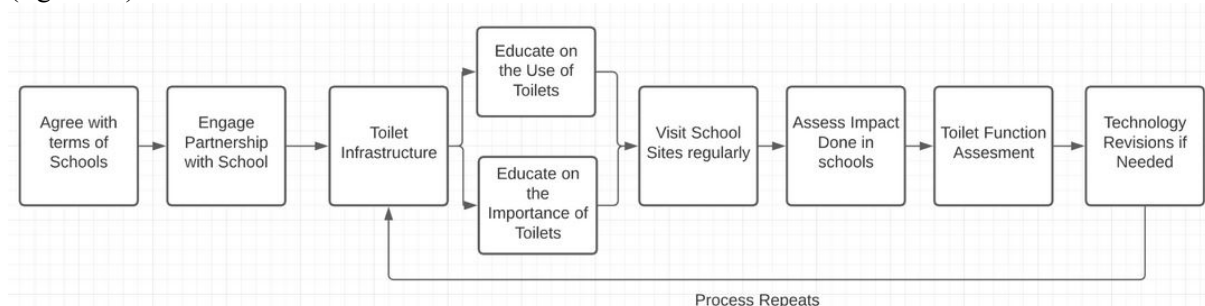 Agree with
terms of
Schools
Engage
Partnership
with School
Toilet
Infrastructure
Educate on
the Use of
Toilets
Educate on
the
Importance of
Toilets
Visit School
Sites regularly
Assess Impact
Done in
schools
Toilet Function
Assesment
Technology
Revisions if
Needed
Process Repeats